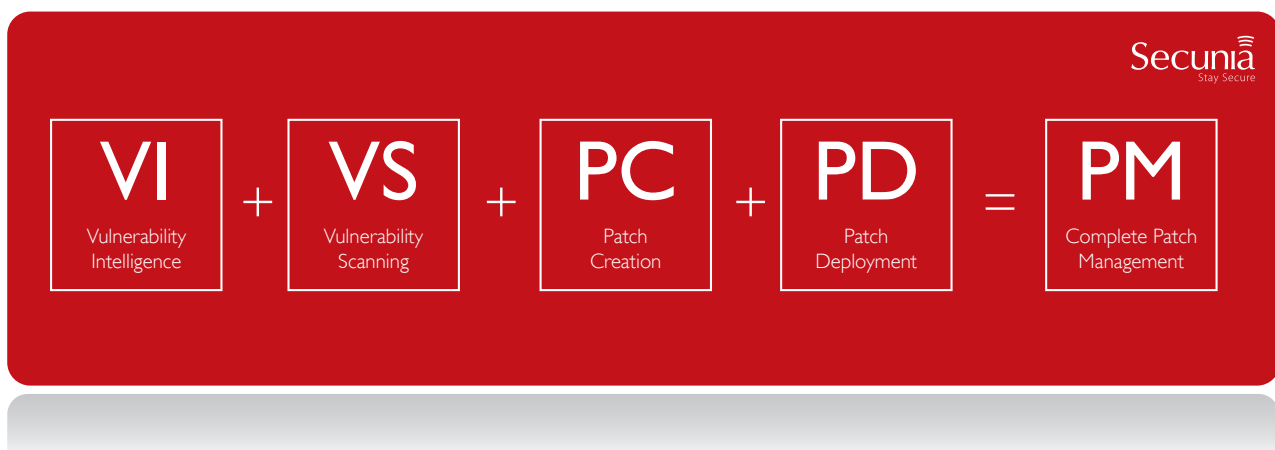 Secunia
Stay Secure
VI + VS + PC + PD = PM
Vulnerability
Intelligence
Vulnerability
Scanning
Patch
Creation
Patch
Deployment
Complete Patch
Management